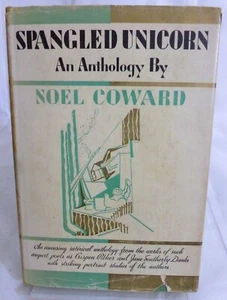 SPANGLED UNICORN
An Anthology By
NOEL COWARD
An amusing satirical anthology from the works of such
august poets as Crispin Pither and Jane Southerby Danks
with striking portrait studies of the authors